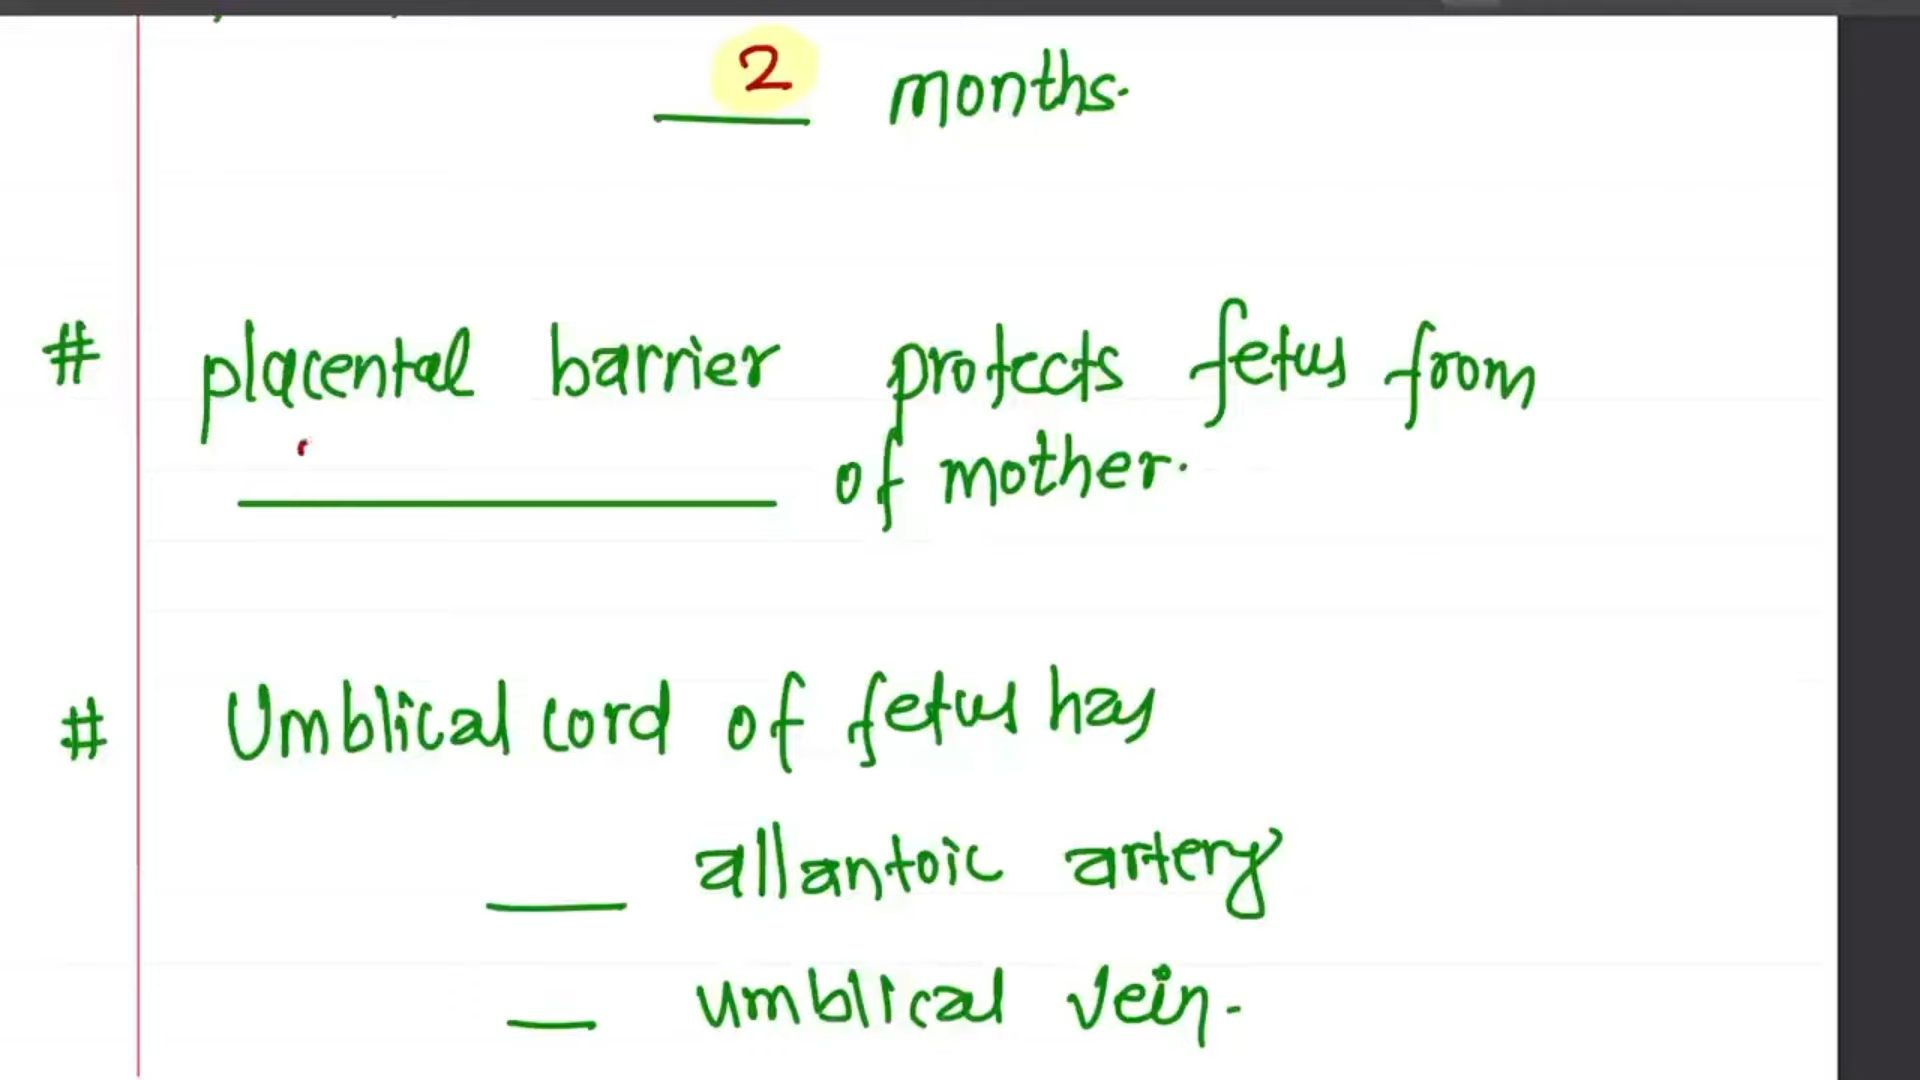 2 months.
# placental barrier protects fetus from
of mother.
# Umblical cord of fetus has
allantoic artery
umblical vein.